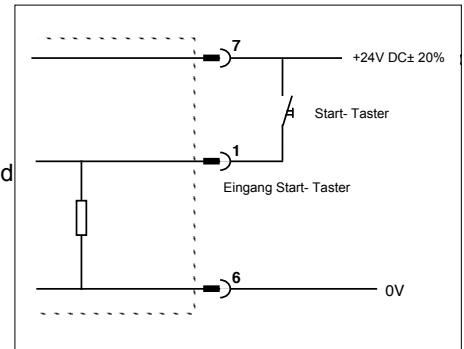 7
+24V DC± 20%
Start- Taster
1
d
Eingang Start- Taster
6
0V